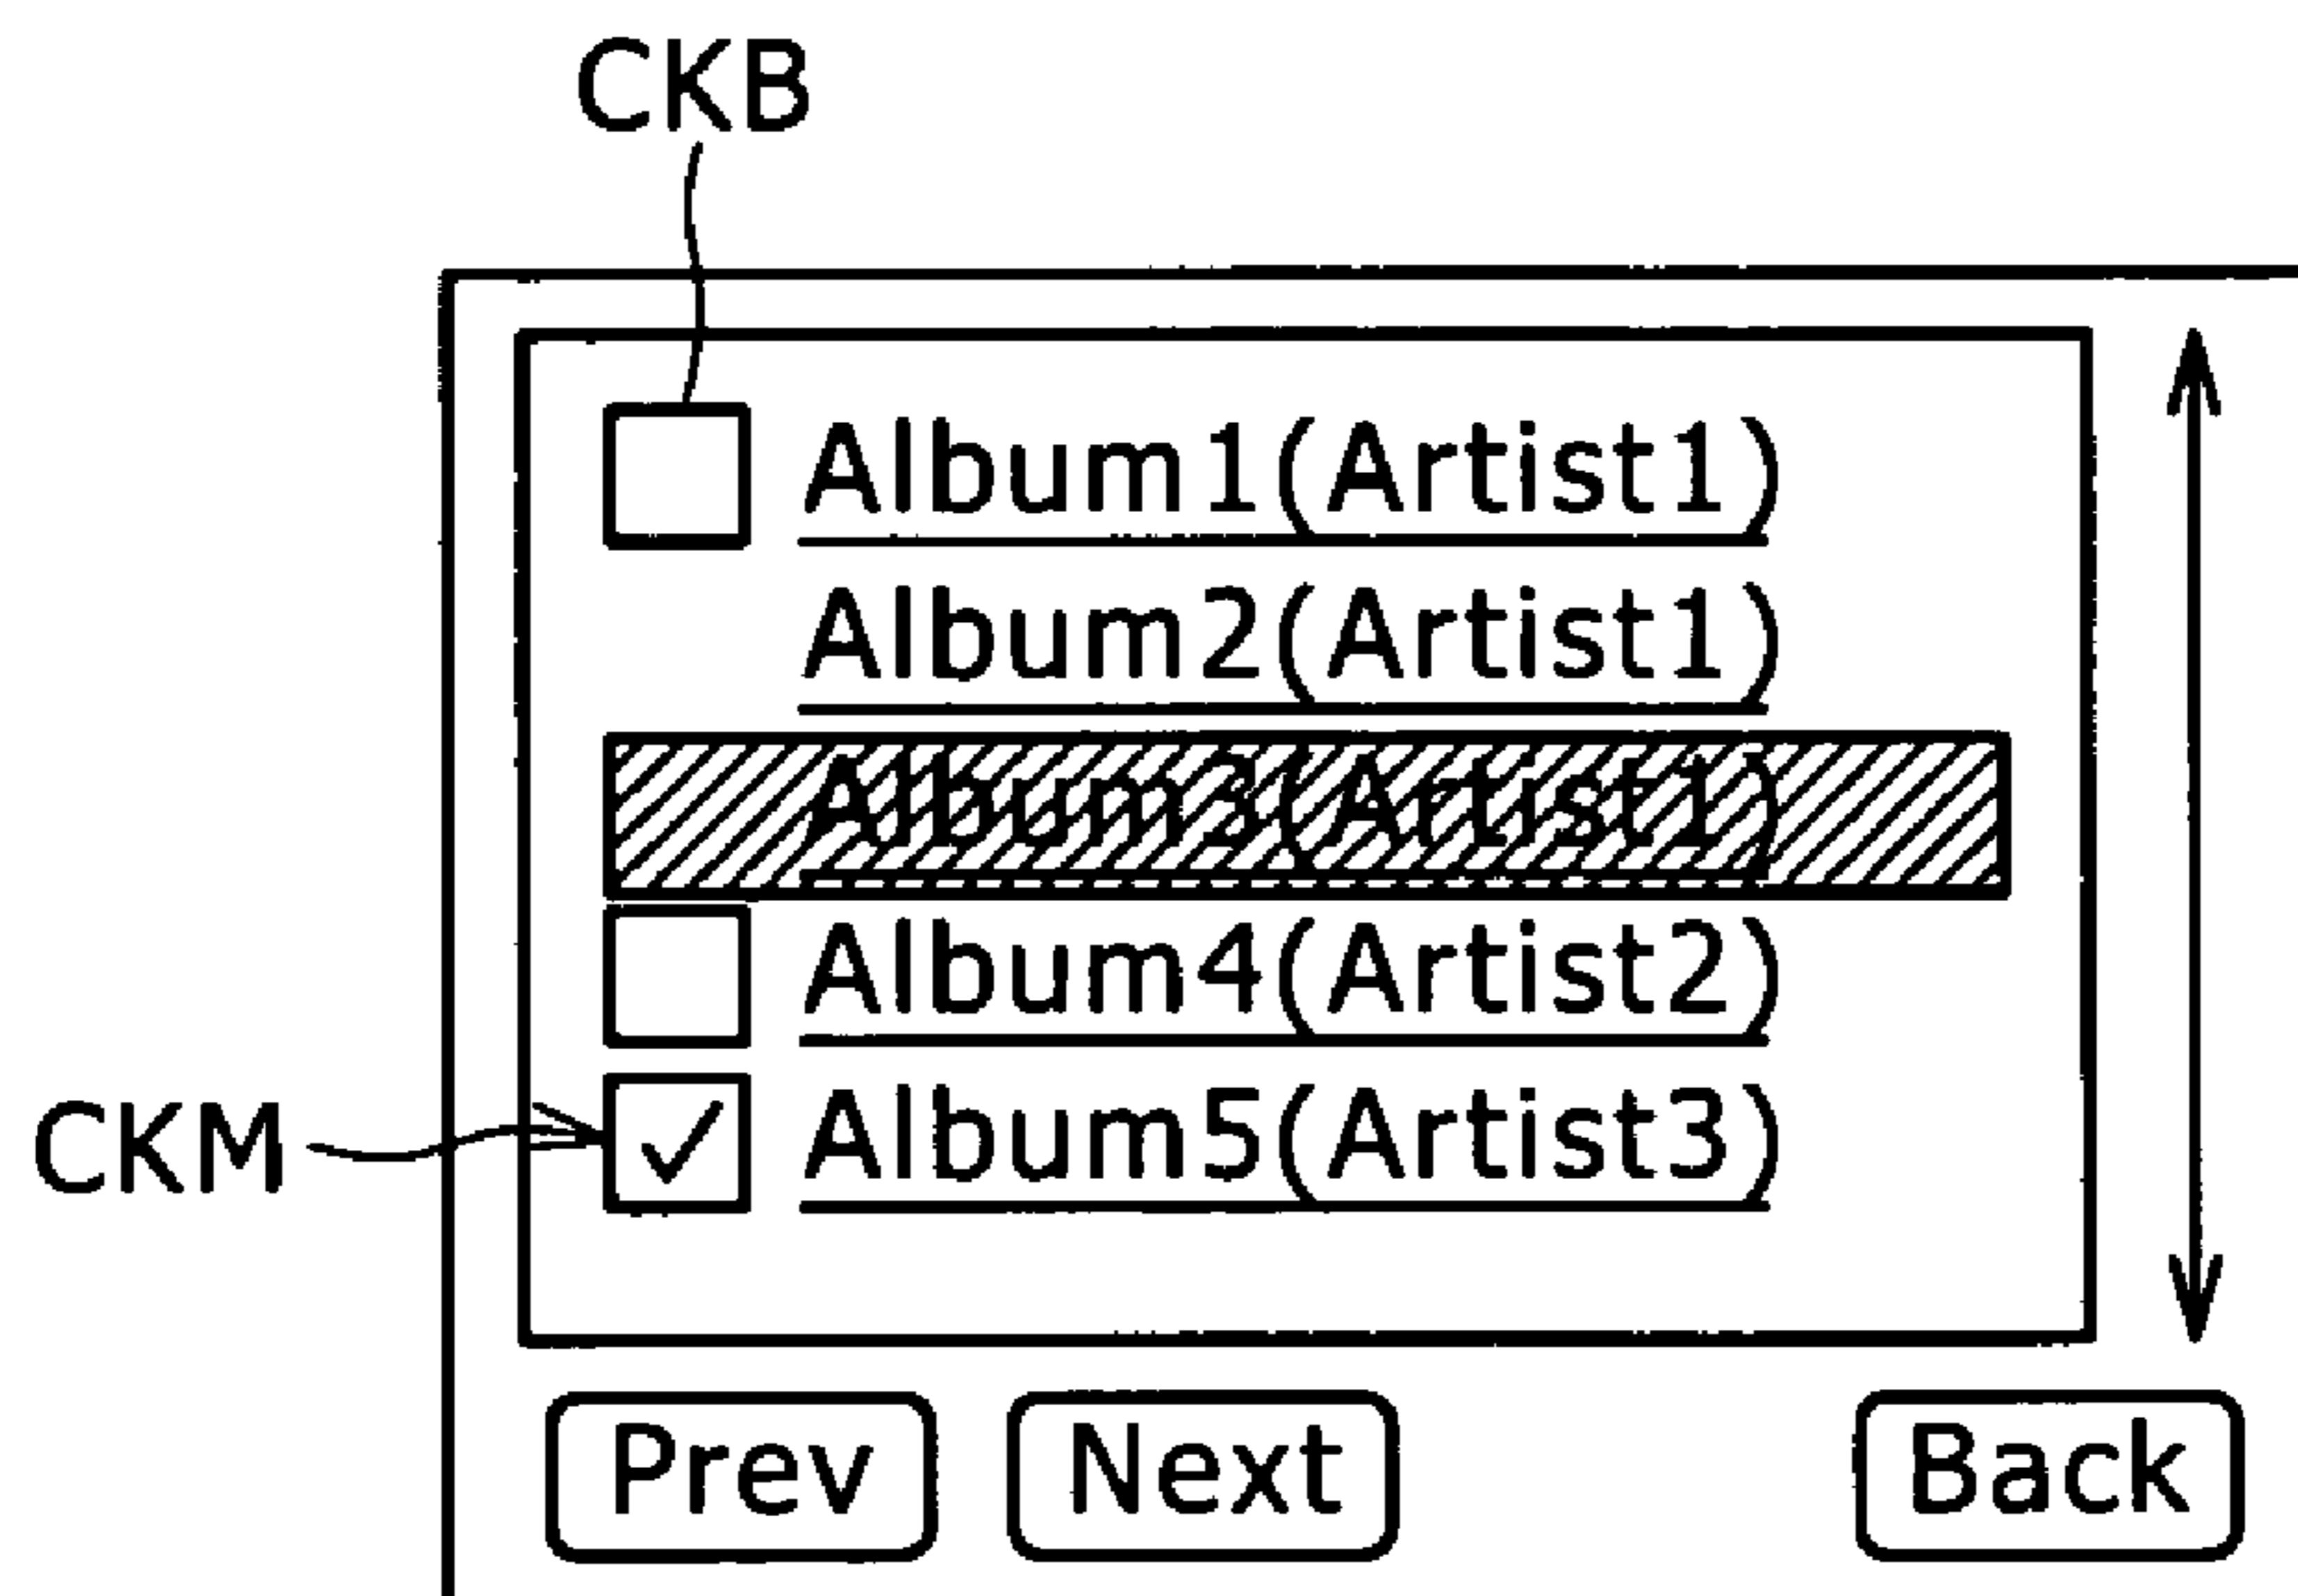 CKB
Album1(Artist1)
Album2(Artist1)
Album3(Artist1)
Album4(Artist2)
CKM
Album5(Artist3)
Prev Next Back